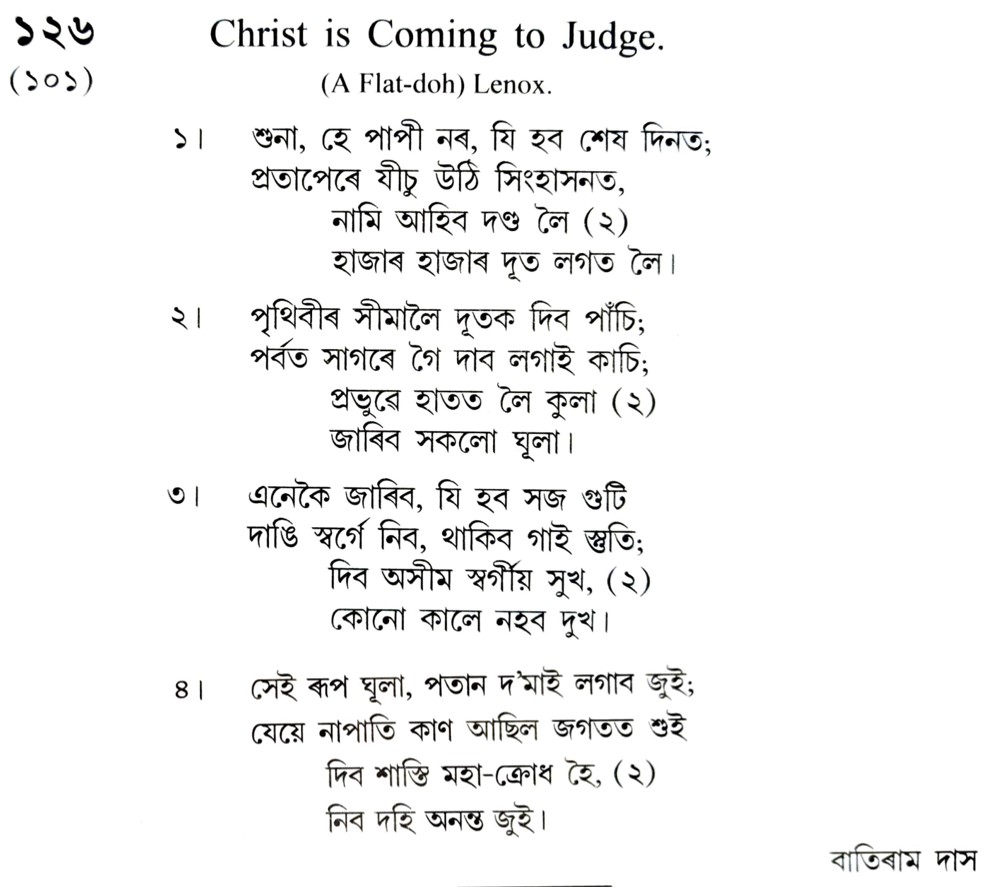 ১২৬ Christ is Coming to Judge.
(১০১) (A Flat-doh) Lenox.
১। শুনা, হে পাপী নৰ, যি হব শেষ দিনত;
প্ৰতাপেৰে যীচু উঠি সিংহাসনত,
নামি আহিব দণ্ড লৈ (২)
হাজাৰ হাজাৰ দূত লগত লৈ।
২। পৃথিবীৰ সীমালৈ দূতক দিব পাঁচি;
পৰ্বত সাগৰে গৈ দাব লগাই কাচি;
প্ৰভুৱে হাতত লৈ কুলা (২)
জাৰিব সকলো ঘূলা।
৩। এনেকৈ জাৰিব, যি হব সজ গুটি
দাঙি স্বৰ্গে নিব, থাকিব গাই স্তুতি;
দিব অসীম স্বৰ্গীয় সুখ, (২)
কোনো কালে নহব দুখ।
৪। সেই ৰূপ ঘূলা, পতান দ'মাই লগাব জুই;
যেয়ে নাপাতি কাণ আছিল জগতত শুই
দিব শাস্তি মহা-ক্ৰোধ হৈ, (২)
নিব দহি অনন্ত জুই।
বাতিৰাম দাস